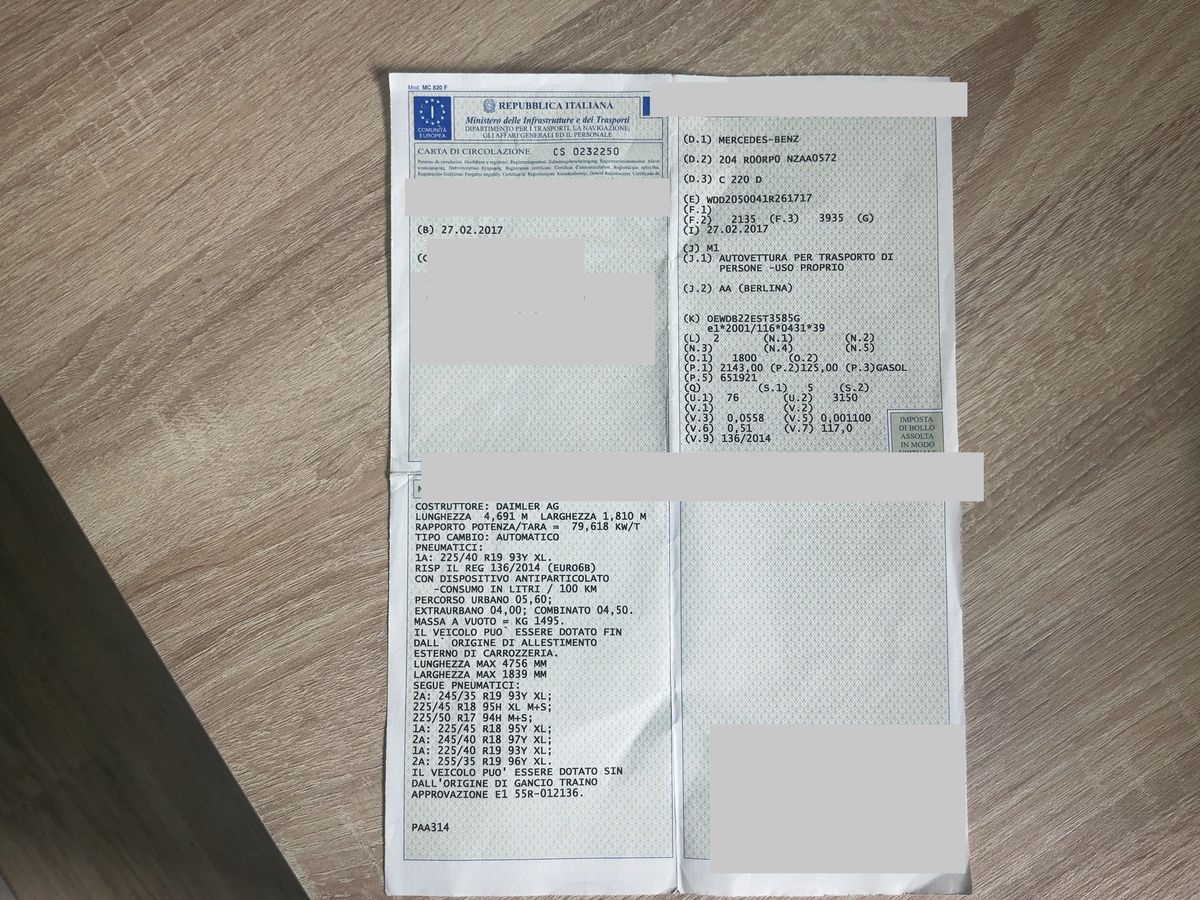 Mod. MC 820 F
I
COMUNITÀ
EUROPEA
REPUBBLICA ITALIANA
Ministero delle Infrastrutture e dei Trasporti
DIPARTIMENTO PER I TRASPORTI, LA NAVIGAZIONE,
GLI AFFARI GENERALI ED IL PERSONALE
CARTA DI CIRCOLAZIONE CS 0232250
(B) 27.02.2017
(C
(D.1) MERCEDES-BENZ
(D.2) 204 R00RP0 NZAA0572
(D.3) C 220 D
(E) WDD2050041R261717
(F.1)
(F.2) 2135 (F.3) 3935 (G)
(I) 27.02.2017
(J) M1
(J.1) AUTOVETTURA PER TRASPORTO DI
PERSONE -USO PROPRIO
(J.2) AA (BERLINA)
(K) OEWDB22EST3585G
e1*2001/116*0431*39
(L) 2 (N.1) (N.2)
(N.3) (N.4) (N.5)
(O.1) 1800 (O.2)
(P.1) 2143,00 (P.2)125,00 (P.3)GASOL
(P.5) 651921
(Q) (S.1) 5 (S.2)
(U.1) 76 (U.2) 3150
(V.1) (V.2)
(V.3) 0,0558 (V.5) 0,001100
(V.6) 0,51 (V.7) 117,0
(V.9) 136/2014
IMPOSTA
DI BOLLO
ASSOLTA
IN MODO
COSTRUTTORE: DAIMLER AG
LUNGHEZZA 4,691 M LARGHEZZA 1,810 M
RAPPORTO POTENZA/TARA = 79,618 KW/T
TIPO CAMBIO: AUTOMATICO
PNEUMATICI:
1A: 225/40 R19 93Y XL.
RISP IL REG 136/2014 (EURO6B)
CON DISPOSITIVO ANTIPARTICOLATO
-CONSUMO IN LITRI / 100 KM
PERCORSO URBANO 05,60;
EXTRAURBANO 04,00; COMBINATO 04,50.
MASSA A VUOTO = KG 1495.
IL VEICOLO PUO` ESSERE DOTATO FIN
DALL` ORIGINE DI ALLESTIMENTO
ESTERNO DI CARROZZERIA.
LUNGHEZZA MAX 4756 MM
LARGHEZZA MAX 1839 MM
SEGUE PNEUMATICI:
2A: 245/35 R19 93Y XL;
225/45 R18 95H XL M+S;
225/50 R17 94H M+S;
1A: 225/45 R18 95Y XL;
2A: 245/40 R18 97Y XL;
1A: 225/40 R19 93Y XL;
2A: 255/35 R19 96Y XL.
IL VEICOLO PUO' ESSERE DOTATO SIN
DALL'ORIGINE DI GANCIO TRAINO
APPROVAZIONE E1 55R-012136.
PAA314